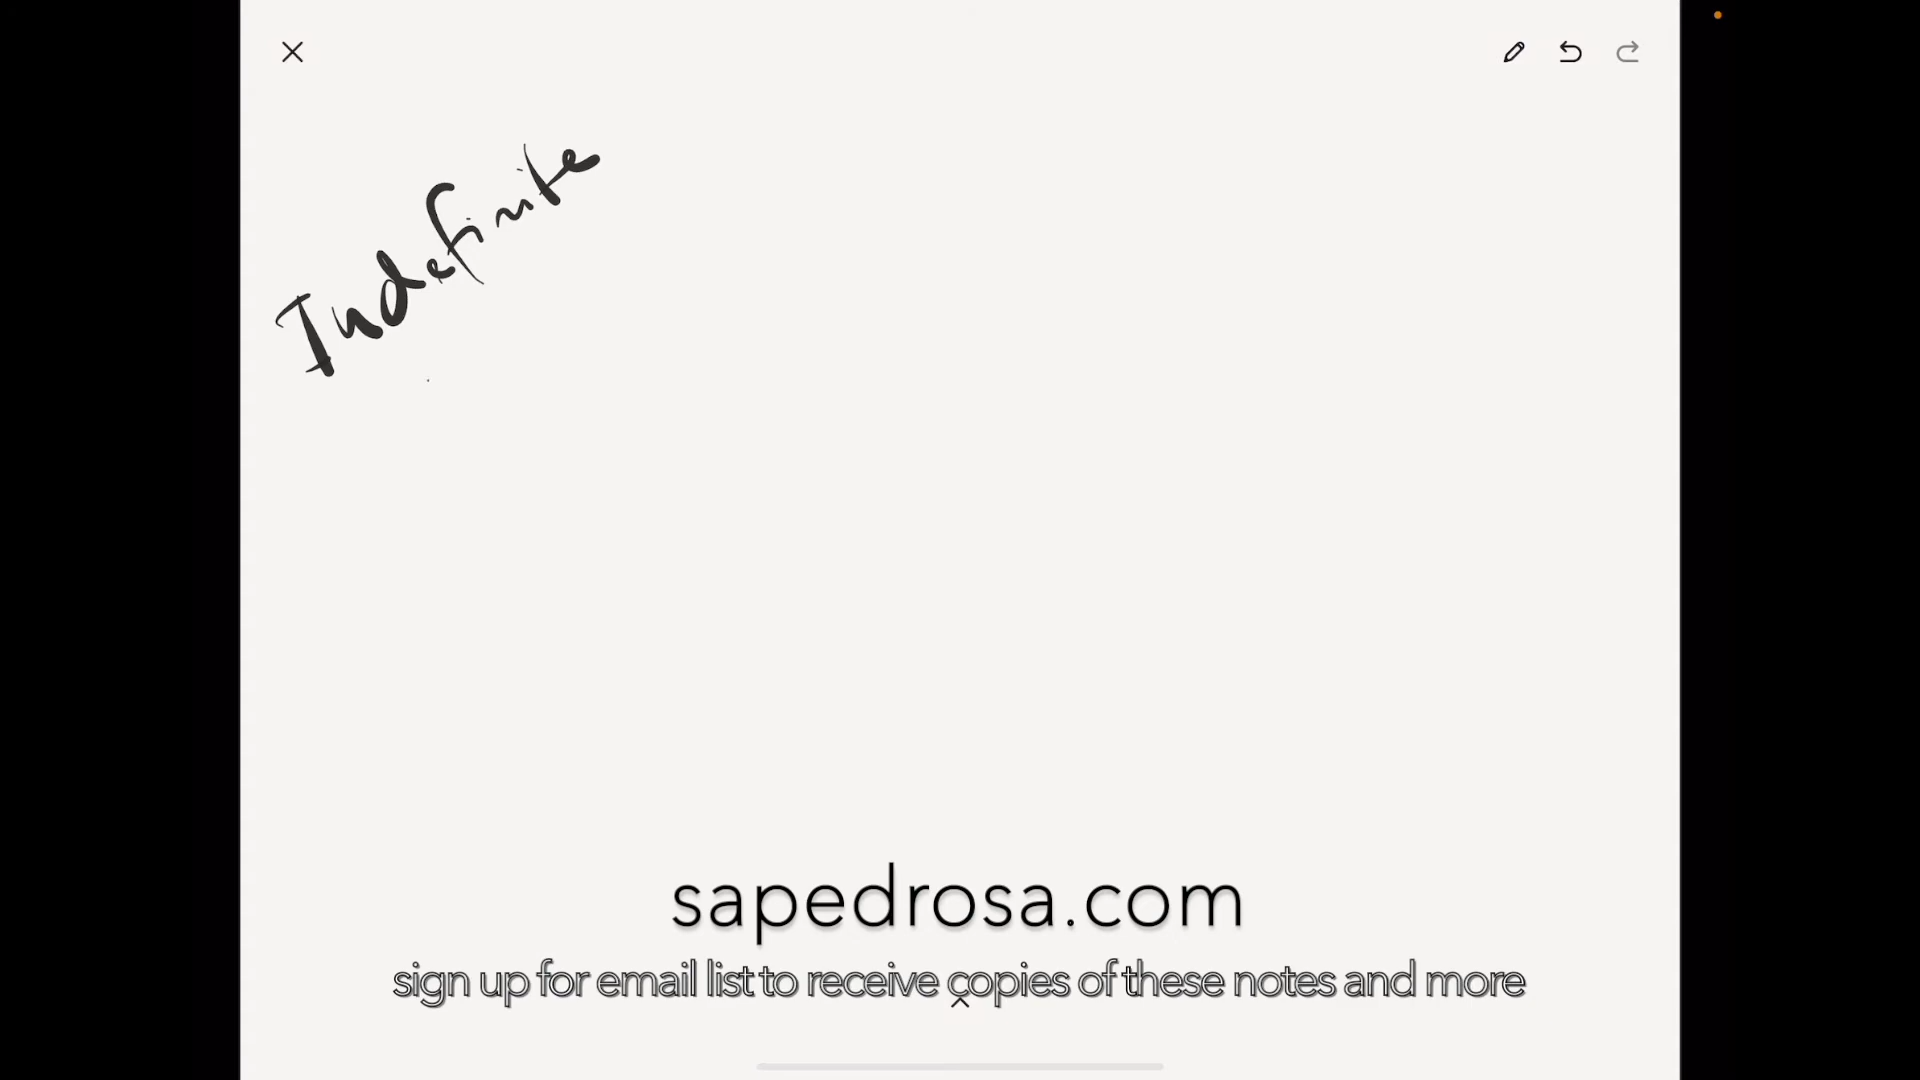 Indefinite
sapedrosa.com
sign up for email list to receive copies of these notes and more